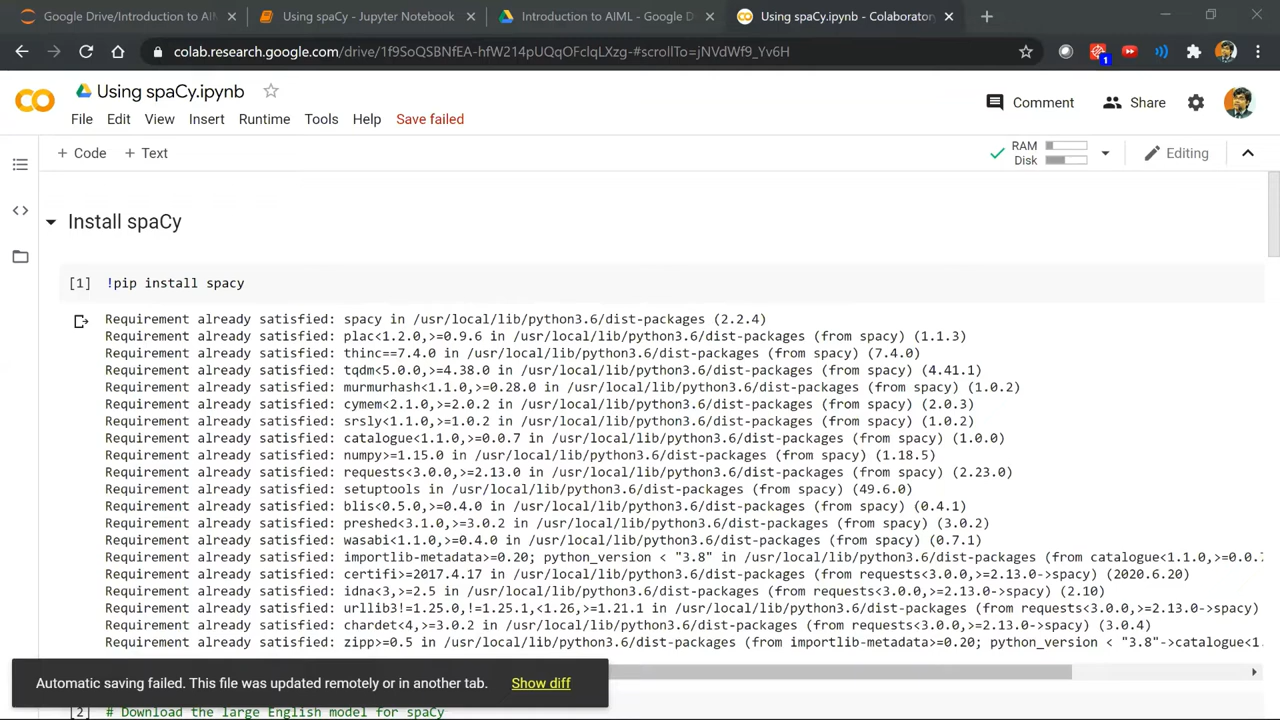 Google Drive/Introduction to AIM
Using spaCy - Jupyter Notebook
Introduction to AIML - Google D
Using spaCy.ipynb - Colaboratory
colab.research.google.com/drive/1f9SoQSBNfEA-hfW214pUQqOFclqLXzg-#scrollTo=jNVdWf9_Yv6H
1
Using spaCy.ipynb
Comment
Share
File Edit View Insert Runtime Tools Help Save failed
+ Code + Text
RAM
Disk
Editing
Install spaCy
[1] !pip install spacy
Requirement already satisfied: spacy in /usr/local/lib/python3.6/dist-packages (2.2.4)
Requirement already satisfied: plac<1.2.0,>=0.9.6 in /usr/local/lib/python3.6/dist-packages (from spacy) (1.1.3)
Requirement already satisfied: thinc==7.4.0 in /usr/local/lib/python3.6/dist-packages (from spacy) (7.4.0)
Requirement already satisfied: tqdm<5.0.0,>=4.38.0 in /usr/local/lib/python3.6/dist-packages (from spacy) (4.41.1)
Requirement already satisfied: murmurhash<1.1.0,>=0.28.0 in /usr/local/lib/python3.6/dist-packages (from spacy) (1.0.2)
Requirement already satisfied: cymem<2.1.0,>=2.0.2 in /usr/local/lib/python3.6/dist-packages (from spacy) (2.0.3)
Requirement already satisfied: srsly<1.1.0,>=1.0.2 in /usr/local/lib/python3.6/dist-packages (from spacy) (1.0.2)
Requirement already satisfied: catalogue<1.1.0,>=0.0.7 in /usr/local/lib/python3.6/dist-packages (from spacy) (1.0.0)
Requirement already satisfied: numpy>=1.15.0 in /usr/local/lib/python3.6/dist-packages (from spacy) (1.18.5)
Requirement already satisfied: requests<3.0.0,>=2.13.0 in /usr/local/lib/python3.6/dist-packages (from spacy) (2.23.0)
Requirement already satisfied: setuptools in /usr/local/lib/python3.6/dist-packages (from spacy) (49.6.0)
Requirement already satisfied: blis<0.5.0,>=0.4.0 in /usr/local/lib/python3.6/dist-packages (from spacy) (0.4.1)
Requirement already satisfied: preshed<3.1.0,>=3.0.2 in /usr/local/lib/python3.6/dist-packages (from spacy) (3.0.2)
Requirement already satisfied: wasabi<1.1.0,>=0.4.0 in /usr/local/lib/python3.6/dist-packages (from spacy) (0.7.1)
Requirement already satisfied: importlib-metadata>=0.20; python_version < "3.8" in /usr/local/lib/python3.6/dist-packages (from catalogue<1.1.0,>=0.0.7
Requirement already satisfied: certifi>=2017.4.17 in /usr/local/lib/python3.6/dist-packages (from requests<3.0.0,>=2.13.0->spacy) (2020.6.20)
Requirement already satisfied: idna<3,>=2.5 in /usr/local/lib/python3.6/dist-packages (from requests<3.0.0,>=2.13.0->spacy) (2.10)
Requirement already satisfied: urllib3!=1.25.0,!=1.25.1,<1.26,>=1.21.1 in /usr/local/lib/python3.6/dist-packages (from requests<3.0.0,>=2.13.0->spacy)
Requirement already satisfied: chardet<4,>=3.0.2 in /usr/local/lib/python3.6/dist-packages (from requests<3.0.0,>=2.13.0->spacy) (3.0.4)
Requirement already satisfied: zipp>=0.5 in /usr/local/lib/python3.6/dist-packages (from importlib-metadata>=0.20; python_version < "3.8"->catalogue<1.
Automatic saving failed. This file was updated remotely or in another tab. Show diff
[2] # Download the large English model for spaCy